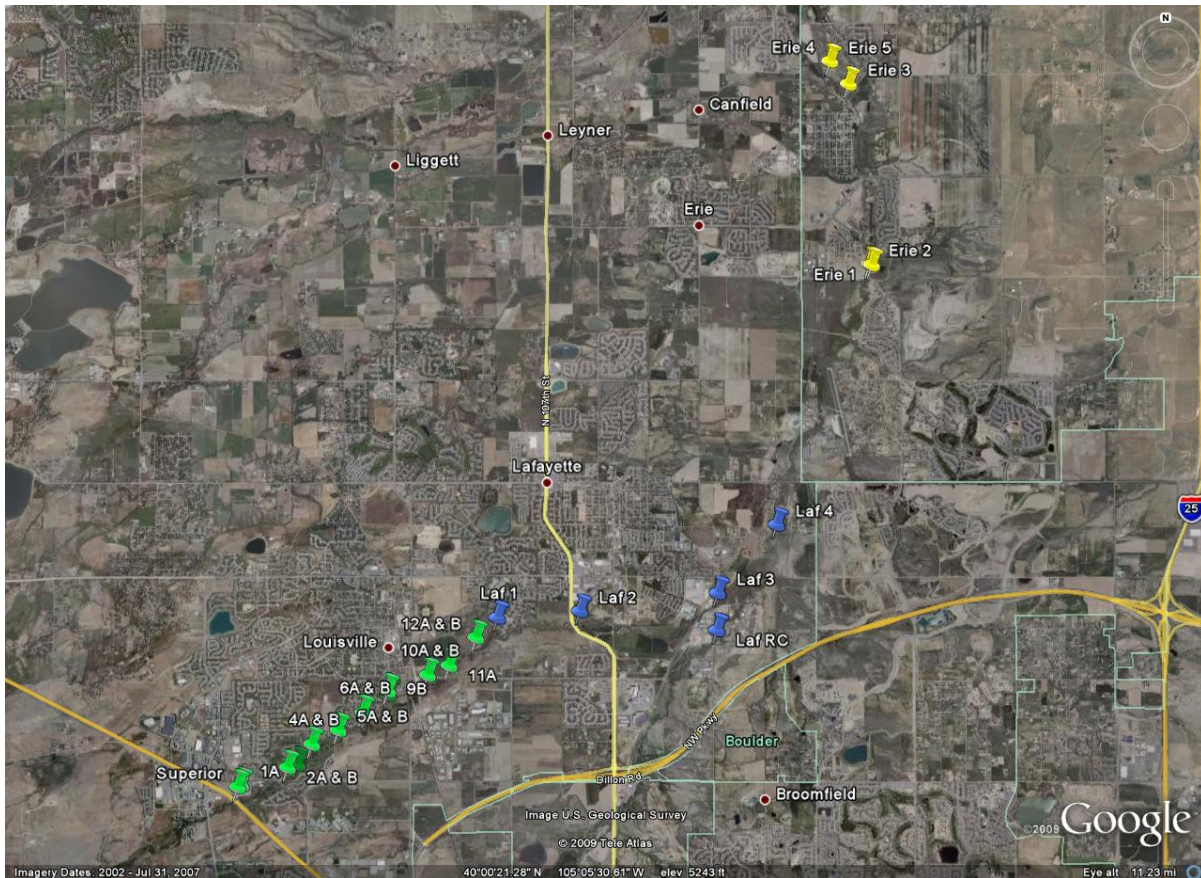 N
Erie 4
Erie 5
Erie 3
Canfield
Leyner
Liggett
Erie
Erie 2
Erie 1
N 107th St
Lafayette
25
Laf 4
Laf 3
Laf 1
Laf 2
12A & B
Laf RC
Louisville
10A & B
11A
6A & B
9B
5A & B
4A & B
NW Pkwy
Boulder
Superior
1A
2A & B
Dillon Rd
Broomfield
Image U.S. Geological Survey
© 2009 Tele Atlas
©2009 Google
Imagery Dates: 2002 - Jul 31, 2007
40°00'21.28" N 105°05'30.61" W elev 5243 ft
Eye alt 11.23 mi